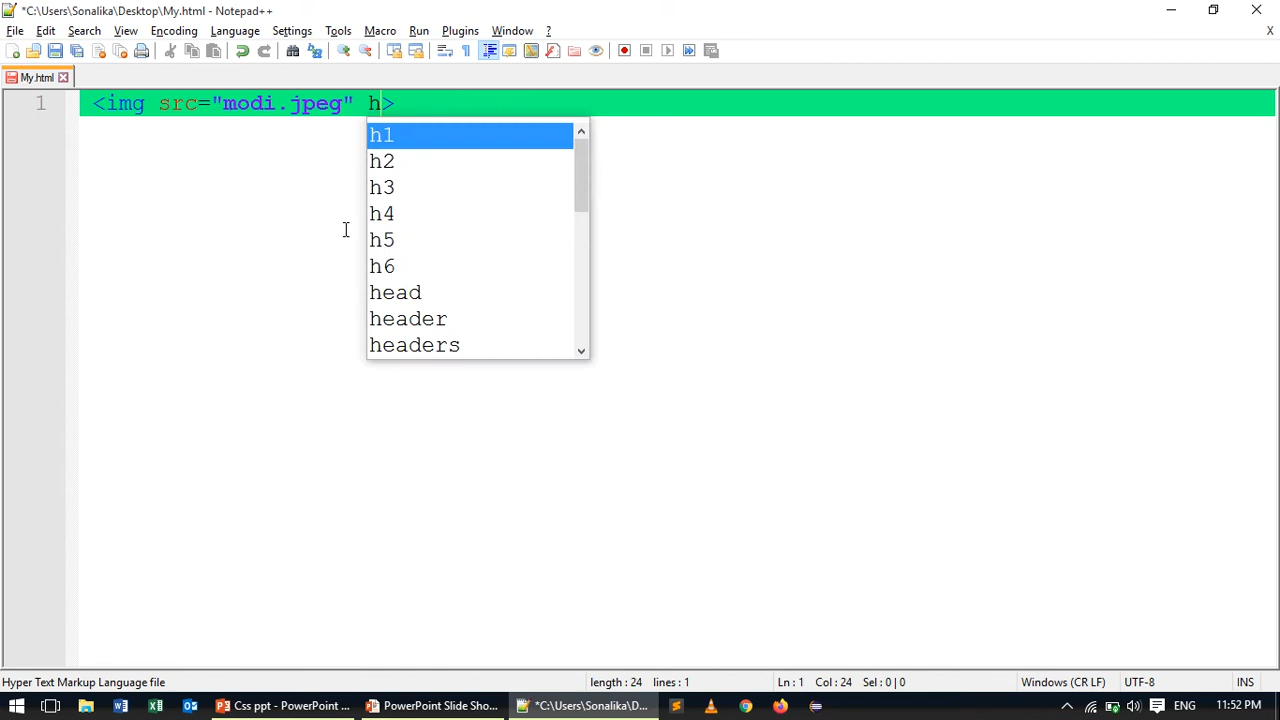 *C:\Users\Sonalika\Desktop\My.html - Notepad++
File Edit Search View Encoding Language Settings Tools Macro Run Plugins Window ? X
My.html
1 <img src="modi.jpeg" h>
h1
h2
h3
h4
h5
h6
head
header
headers
Hyper Text Markup Language file length : 24 lines : 1 Ln : 1 Col : 24 Sel : 0 | 0 Windows (CR LF) UTF-8 INS
Css ppt - PowerPoint ... PowerPoint Slide Sho... *C:\Users\Sonalika\D... ENG 11:52 PM